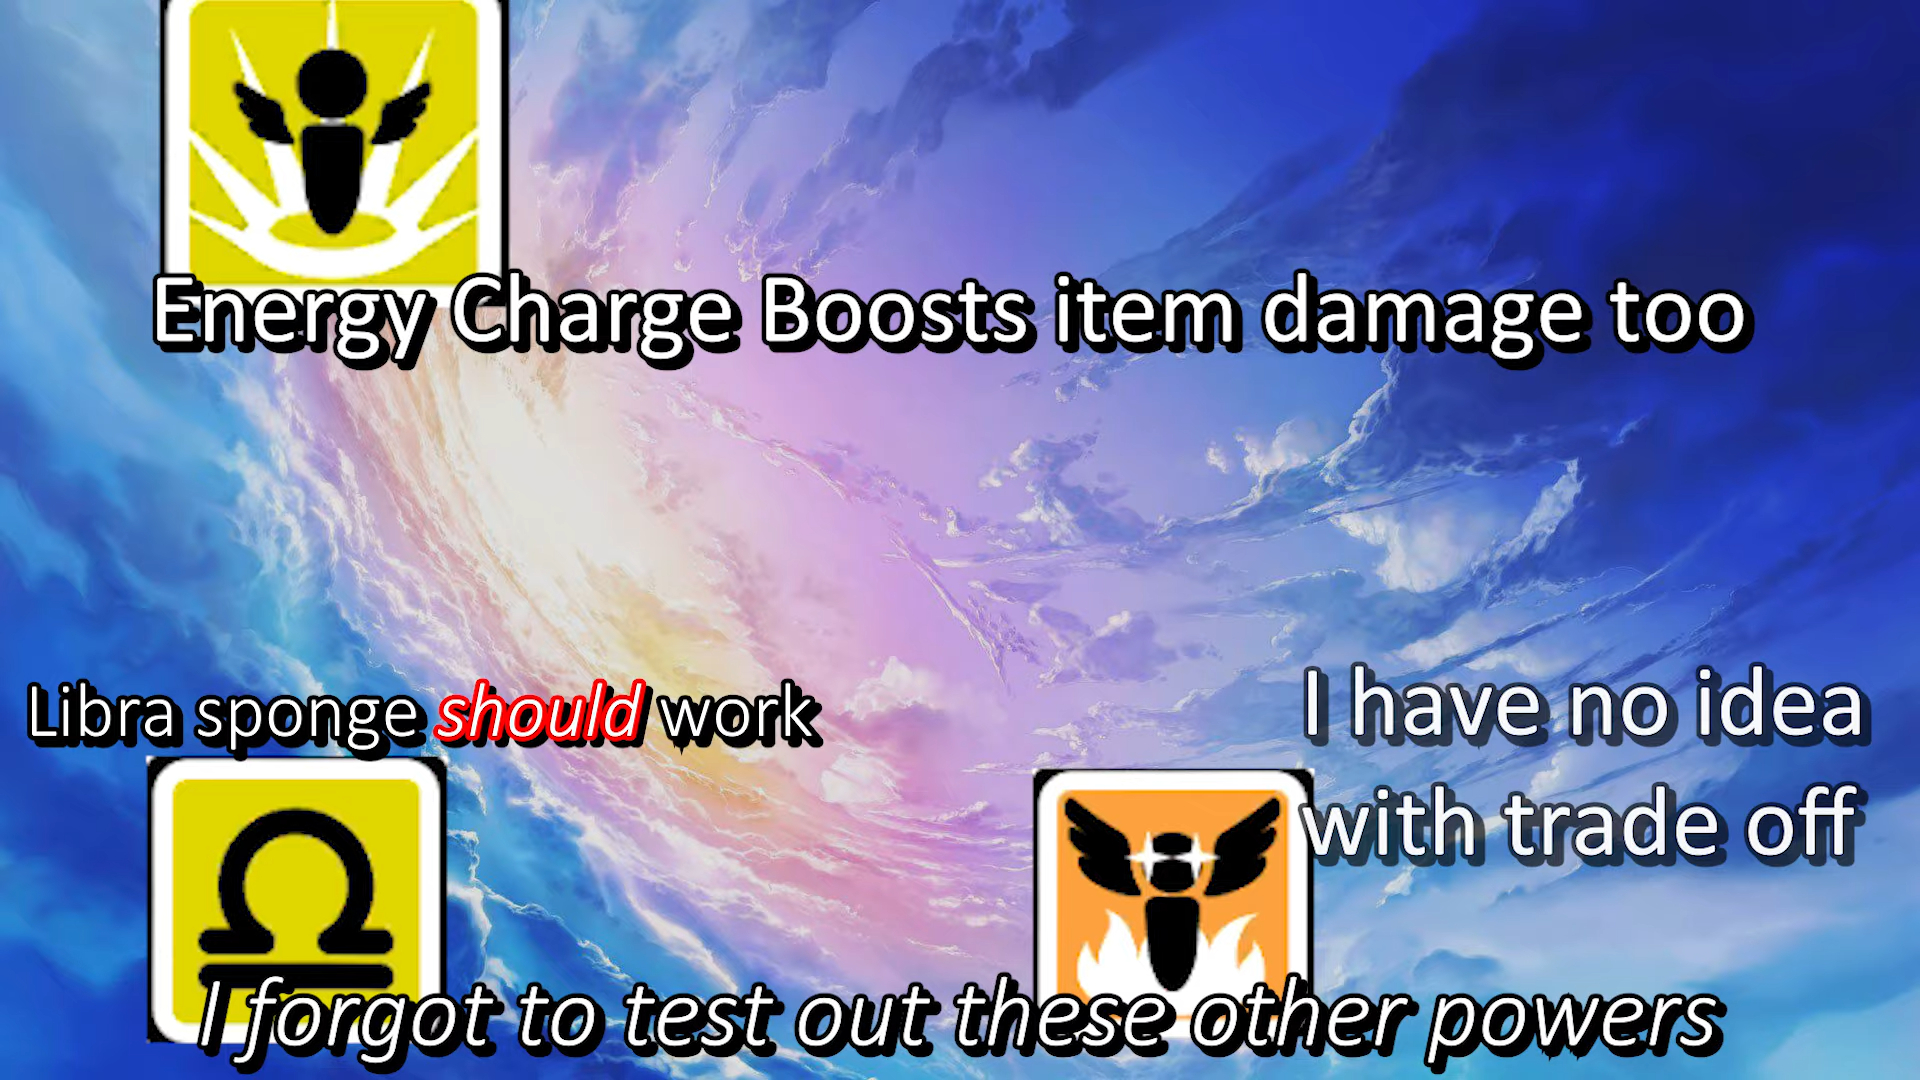 Energy Charge Boosts item damage too
Libra sponge should work
I have no idea
with trade off
I forgot to test out these other powers